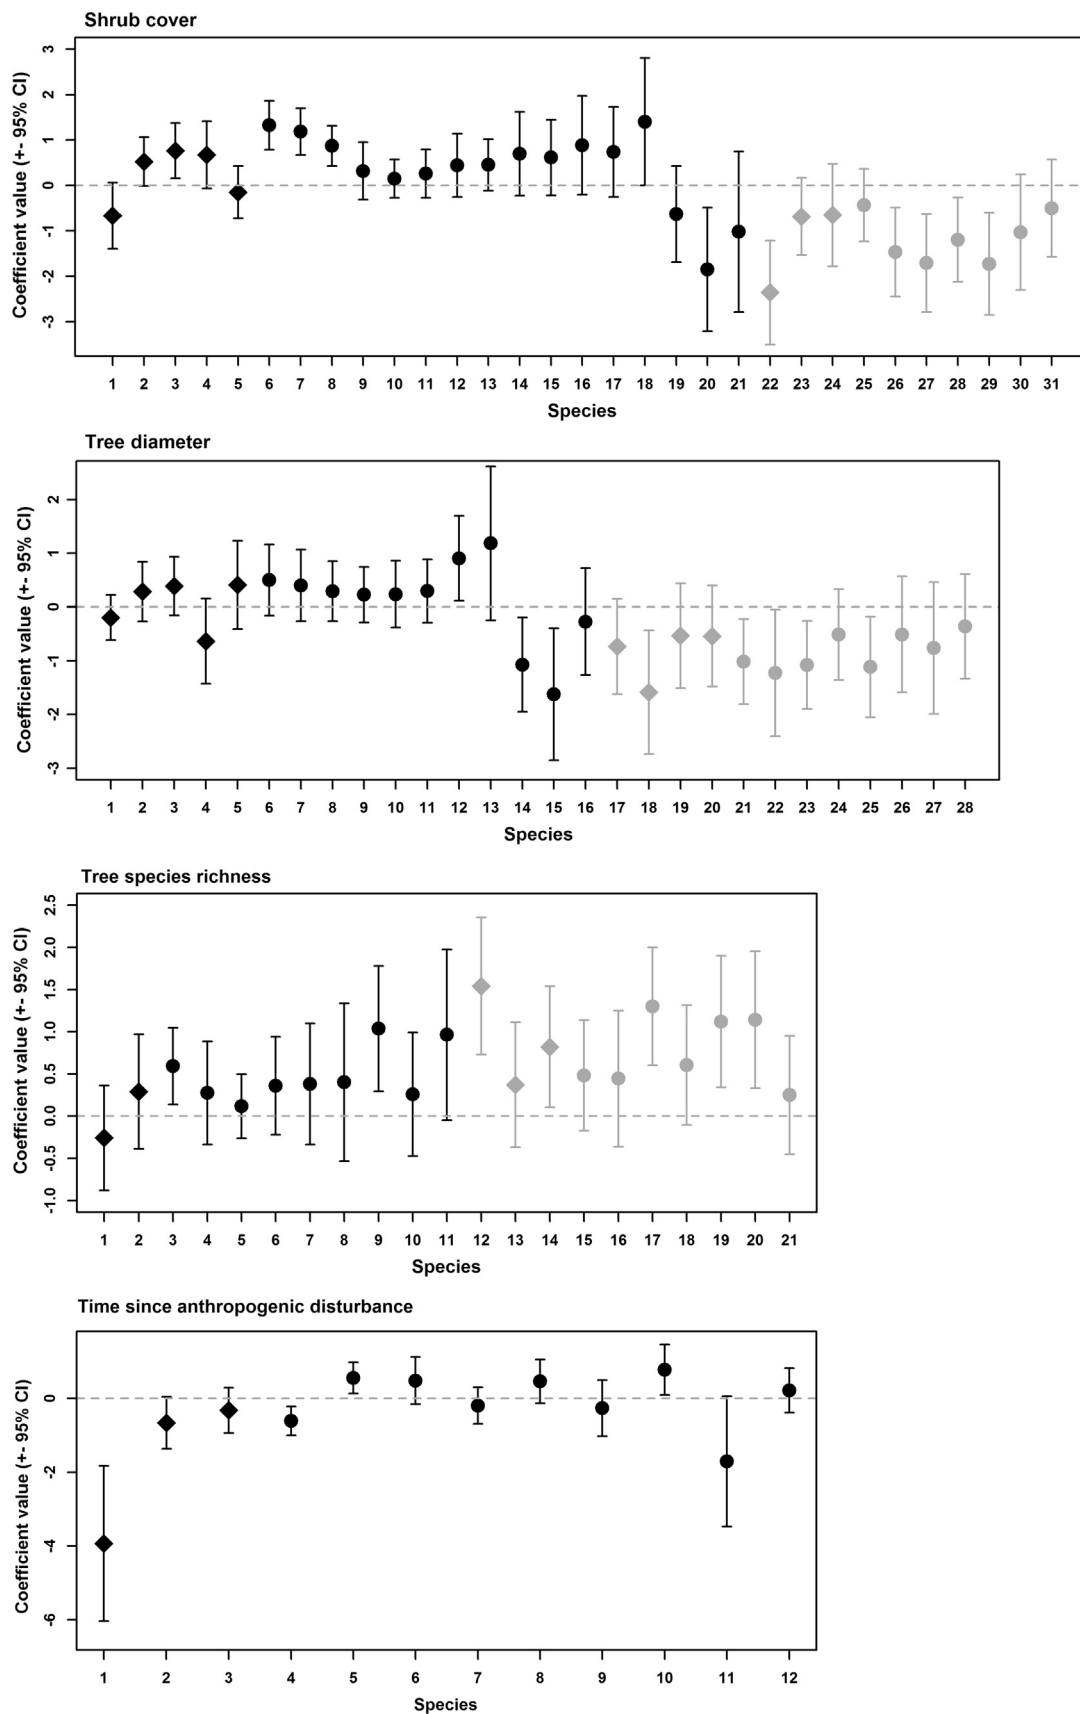 Shrub cover
Coefficient value (+- 95% CI)
3
2
1
0
-1
-2
-3
1 2 3 4 5 6 7 8 9 10 11 12 13 14 15 16 17 18 19 20 21 22 23 24 25 26 27 28 29 30 31
Species
Tree diameter
Coefficient value (+- 95% CI)
2
1
0
-1
-2
-3
1 2 3 4 5 6 7 8 9 10 11 12 13 14 15 16 17 18 19 20 21 22 23 24 25 26 27 28
Species
Tree species richness
Coefficient value (+- 95% CI)
2.5
2.0
1.5
1.0
0.5
0.0
-0.5
-1.0
1 2 3 4 5 6 7 8 9 10 11 12 13 14 15 16 17 18 19 20 21
Species
Time since anthropogenic disturbance
Coefficient value (+- 95% CI)
0
-2
-4
-6
1 2 3 4 5 6 7 8 9 10 11 12
Species